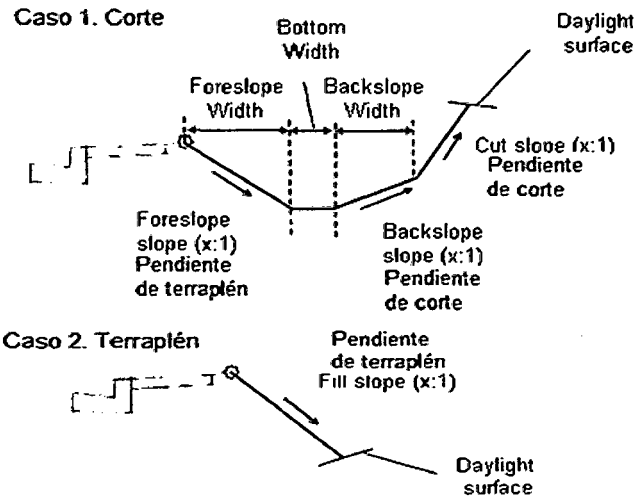 Caso 1. Corte
Bottom
Width
Daylight
surface
Foreslope
Width
Backslope
Width
Cut slope (x:1)
Pendiente
de corte
Foreslope
slope (x:1)
Pendiente
de terraplén
Backslope
slope (x:1)
Pendiente
de corte
Caso 2. Terraplén
Pendiente
de terraplén
Fill slope (x:1)
Daylight
surface